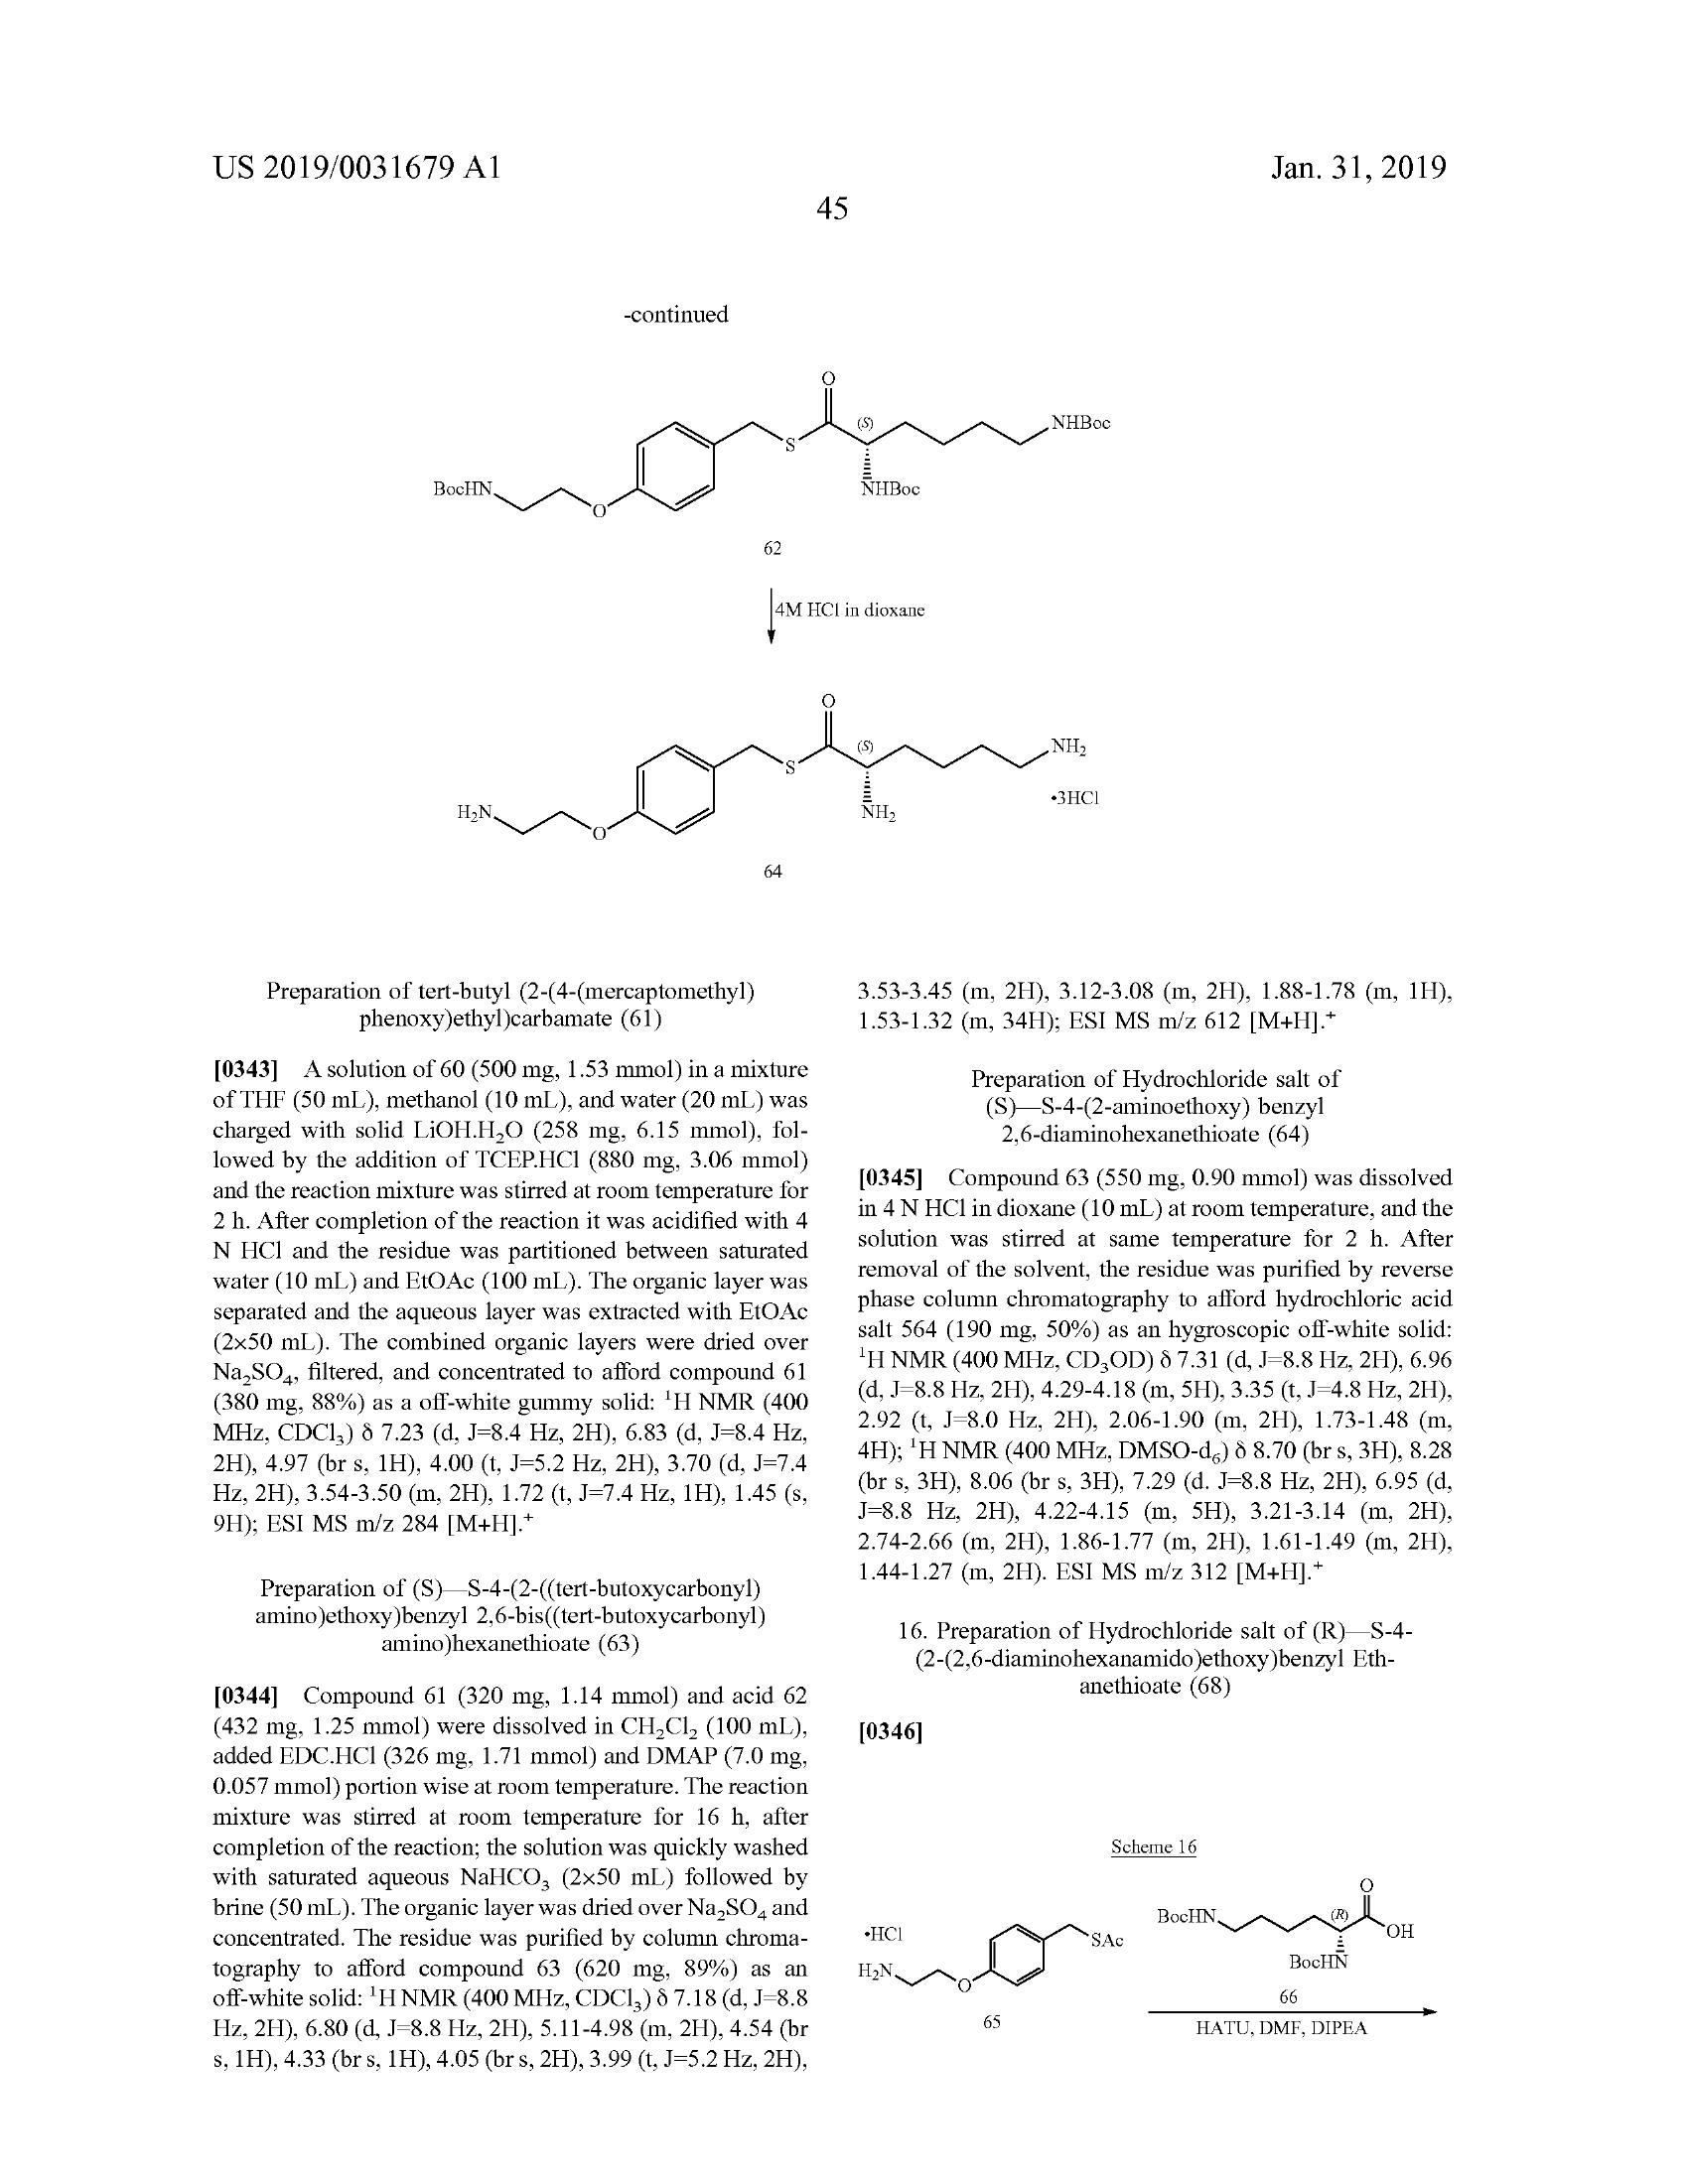 US 2019/0031679 A1
Jan. 31, 2019
45
-continued
O
(S)
NHBoc
S
BocHN
NHBoc
O
62
4M HCl in dioxane
O
(S)
NH₂
S
•3HCl
H₂N
NH₂
O
64
Preparation of tert-butyl (2-(4-(mercaptomethyl)
phenoxy)ethyl)carbamate (61)
[0343] A solution of 60 (500 mg, 1.53 mmol) in a mixture
of THF (50 mL), methanol (10 mL), and water (20 mL) was
charged with solid LiOH.H₂O (258 mg, 6.15 mmol), fol-
lowed by the addition of TCEP.HCl (880 mg, 3.06 mmol)
and the reaction mixture was stirred at room temperature for
2 h. After completion of the reaction it was acidified with 4
N HCl and the residue was partitioned between saturated
water (10 mL) and EtOAc (100 mL). The organic layer was
separated and the aqueous layer was extracted with EtOAc
(2x50 mL). The combined organic layers were dried over
Na₂SO₄, filtered, and concentrated to afford compound 61
(380 mg, 88%) as a off-white gummy solid: ¹H NMR (400
MHz, CDCl₃) δ 7.23 (d, J=8.4 Hz, 2H), 6.83 (d, J=8.4 Hz,
2H), 4.97 (br s, 1H), 4.00 (t, J=5.2 Hz, 2H), 3.70 (d, J=7.4
Hz, 2H), 3.54-3.50 (m, 2H), 1.72 (t, J=7.4 Hz, 1H), 1.45 (s,
9H); ESI MS m/z 284 [M+H].⁺
Preparation of (S)—S-4-(2-((tert-butoxycarbonyl)
amino)ethoxy)benzyl 2,6-bis((tert-butoxycarbonyl)
amino)hexanethioate (63)
[0344] Compound 61 (320 mg, 1.14 mmol) and acid 62
(432 mg, 1.25 mmol) were dissolved in CH₂Cl₂ (100 mL),
added EDC.HCl (326 mg, 1.71 mmol) and DMAP (7.0 mg,
0.057 mmol) portion wise at room temperature. The reaction
mixture was stirred at room temperature for 16 h, after
completion of the reaction; the solution was quickly washed
with saturated aqueous NaHCO₃ (2x50 mL) followed by
brine (50 mL). The organic layer was dried over Na₂SO₄ and
concentrated. The residue was purified by column chroma-
tography to afford compound 63 (620 mg, 89%) as an
off-white solid: ¹H NMR (400 MHz, CDCl₃) δ 7.18 (d, J=8.8
Hz, 2H), 6.80 (d, J=8.8 Hz, 2H), 5.11-4.98 (m, 2H), 4.54 (br
s, 1H), 4.33 (br s, 1H), 4.05 (br s, 2H), 3.99 (t, J=5.2 Hz, 2H),
3.53-3.45 (m, 2H), 3.12-3.08 (m, 2H), 1.88-1.78 (m, 1H),
1.53-1.32 (m, 34H); ESI MS m/z 612 [M+H].⁺
Preparation of Hydrochloride salt of
(S)—S-4-(2-aminoethoxy) benzyl
2,6-diaminohexanethioate (64)
[0345] Compound 63 (550 mg, 0.90 mmol) was dissolved
in 4 N HCl in dioxane (10 mL) at room temperature, and the
solution was stirred at same temperature for 2 h. After
removal of the solvent, the residue was purified by reverse
phase column chromatography to afford hydrochloric acid
salt 564 (190 mg, 50%) as an hygroscopic off-white solid:
¹H NMR (400 MHz, CD₃OD) δ 7.31 (d, J=8.8 Hz, 2H), 6.96
(d, J=8.8 Hz, 2H), 4.29-4.18 (m, 5H), 3.35 (t, J=4.8 Hz, 2H),
2.92 (t, J=8.0 Hz, 2H), 2.06-1.90 (m, 2H), 1.73-1.48 (m,
4H); ¹H NMR (400 MHz, DMSO-d₆) δ 8.70 (br s, 3H), 8.28
(br s, 3H), 8.06 (br s, 3H), 7.29 (d. J=8.8 Hz, 2H), 6.95 (d,
J=8.8 Hz, 2H), 4.22-4.15 (m, 5H), 3.21-3.14 (m, 2H),
2.74-2.66 (m, 2H), 1.86-1.77 (m, 2H), 1.61-1.49 (m, 2H),
1.44-1.27 (m, 2H). ESI MS m/z 312 [M+H].⁺
16. Preparation of Hydrochloride salt of (R)—S-4-
(2-(2,6-diaminohexanamido)ethoxy)benzyl Eth-
anethioate (68)
[0346]
Scheme 16
O
BocHN
(R)
OH
•HCl
SAc
BocHN
H₂N
O
66
65
HATU, DMF, DIPEA